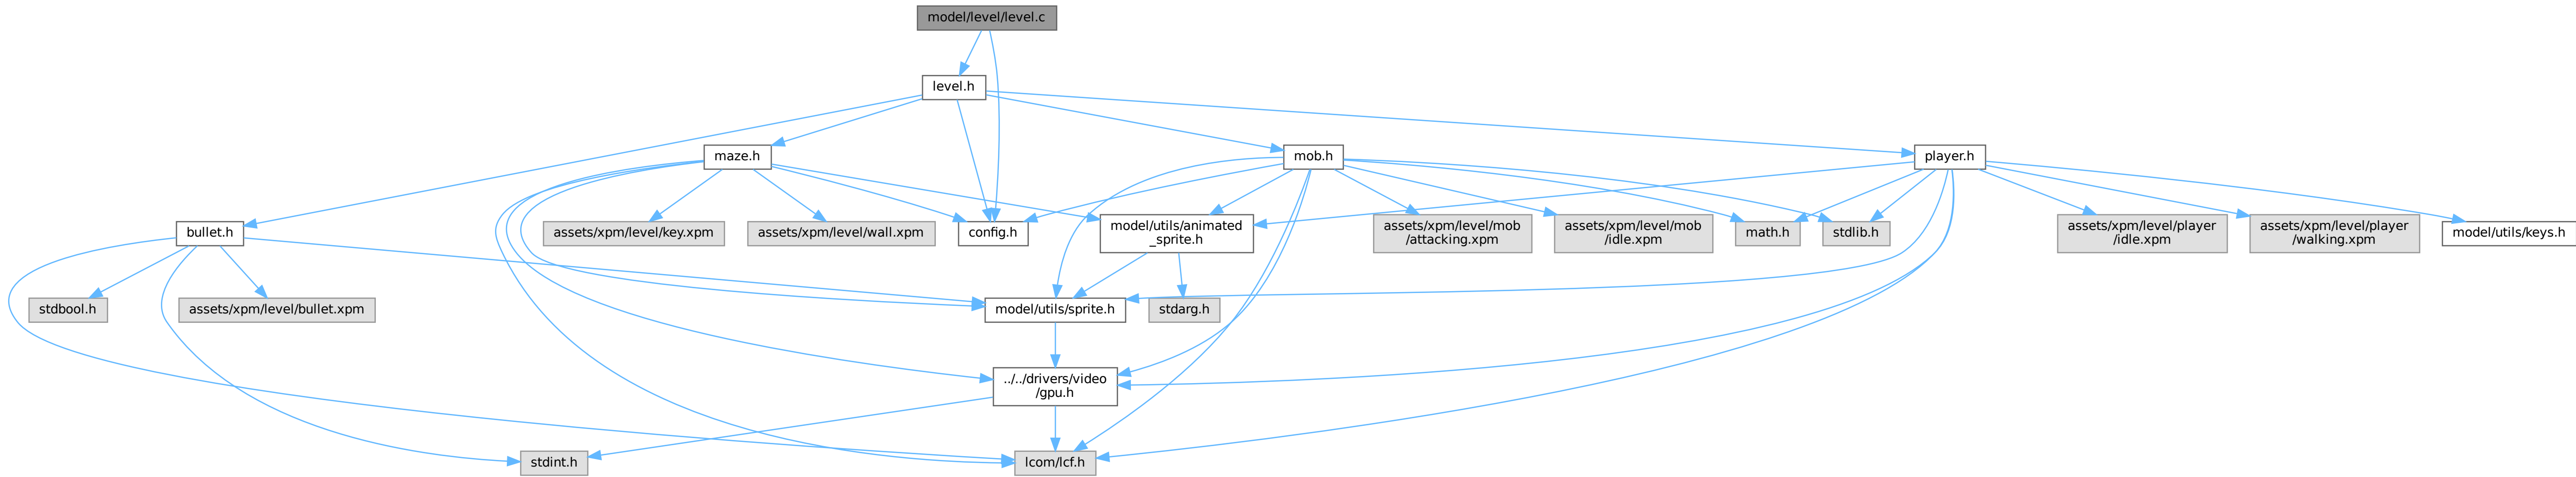 model/level/level.c
level.h
maze.h
mob.h
player.h
bullet.h
assets/xpm/level/key.xpm
assets/xpm/level/wall.xpm
config.h
model/utils/animated
_sprite.h
assets/xpm/level/mob
/attacking.xpm
assets/xpm/level/mob
/idle.xpm
math.h
stdlib.h
assets/xpm/level/player
/idle.xpm
assets/xpm/level/player
/walking.xpm
model/utils/keys.h
stdbool.h
assets/xpm/level/bullet.xpm
model/utils/sprite.h
stdarg.h
../../drivers/video
/gpu.h
stdint.h
lcom/lcf.h